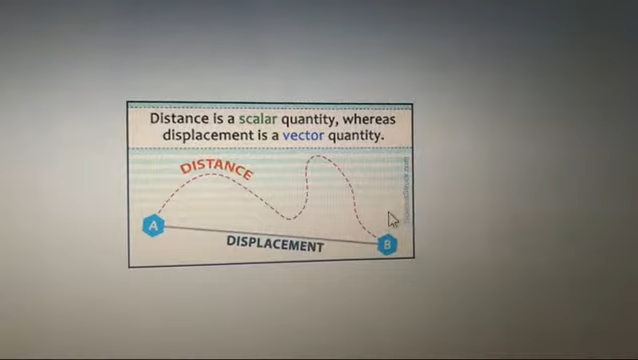 Distance is a scalar quantity, whereas
displacement is a vector quantity.
DISTANCE
A
DISPLACEMENT
B